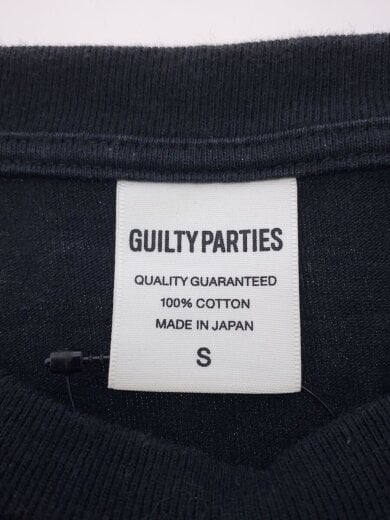 GUILTY PARTIES
QUALITY GUARANTEED
100% COTTON
MADE IN JAPAN
S